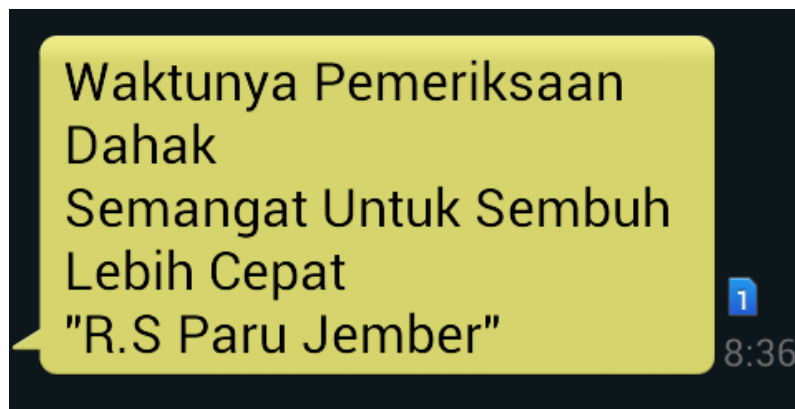 Waktunya Pemeriksaan
Dahak
Semangat Untuk Sembuh
Lebih Cepat
"R.S Paru Jember"
1
8:36